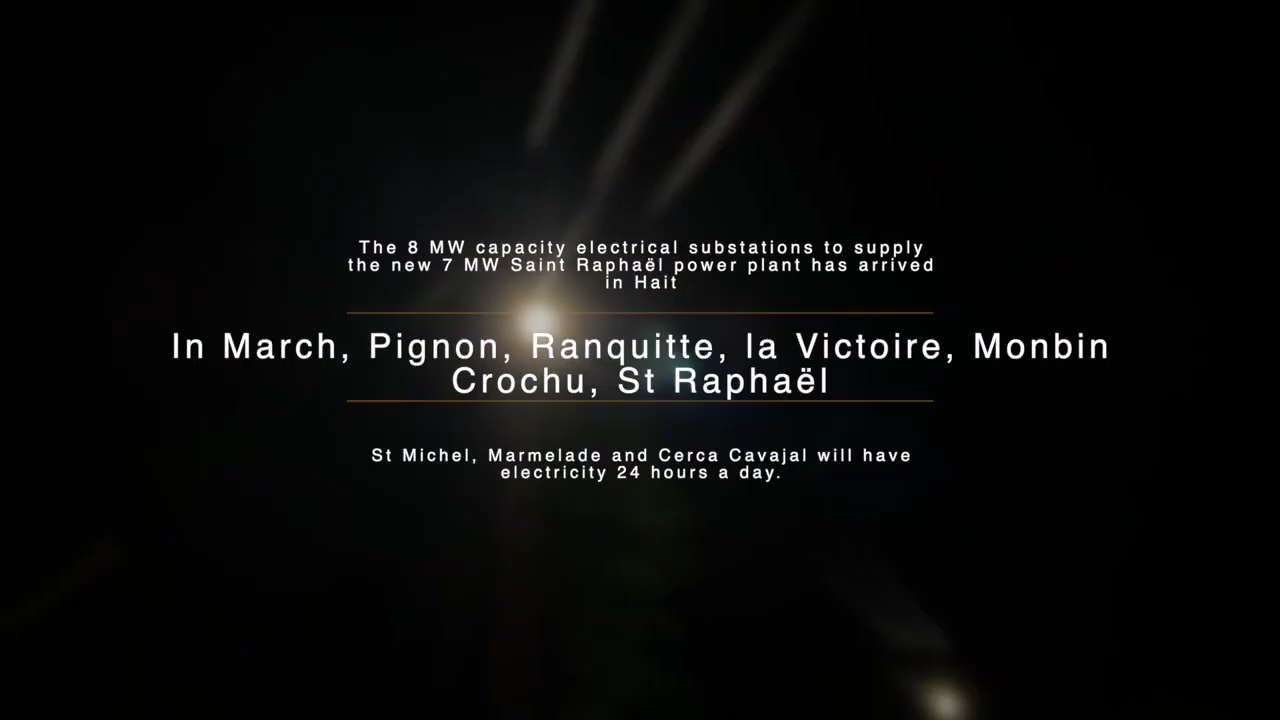 The 8 MW capacity electrical substations to supply
the new 7 MW Saint Raphaël power plant has arrived
in Hait
In March, Pignon, Ranquitte, la Victoire, Monbin
Crochu, St Raphaël
St Michel, Marmelade and Cerca Cavajal will have
electricity 24 hours a day.